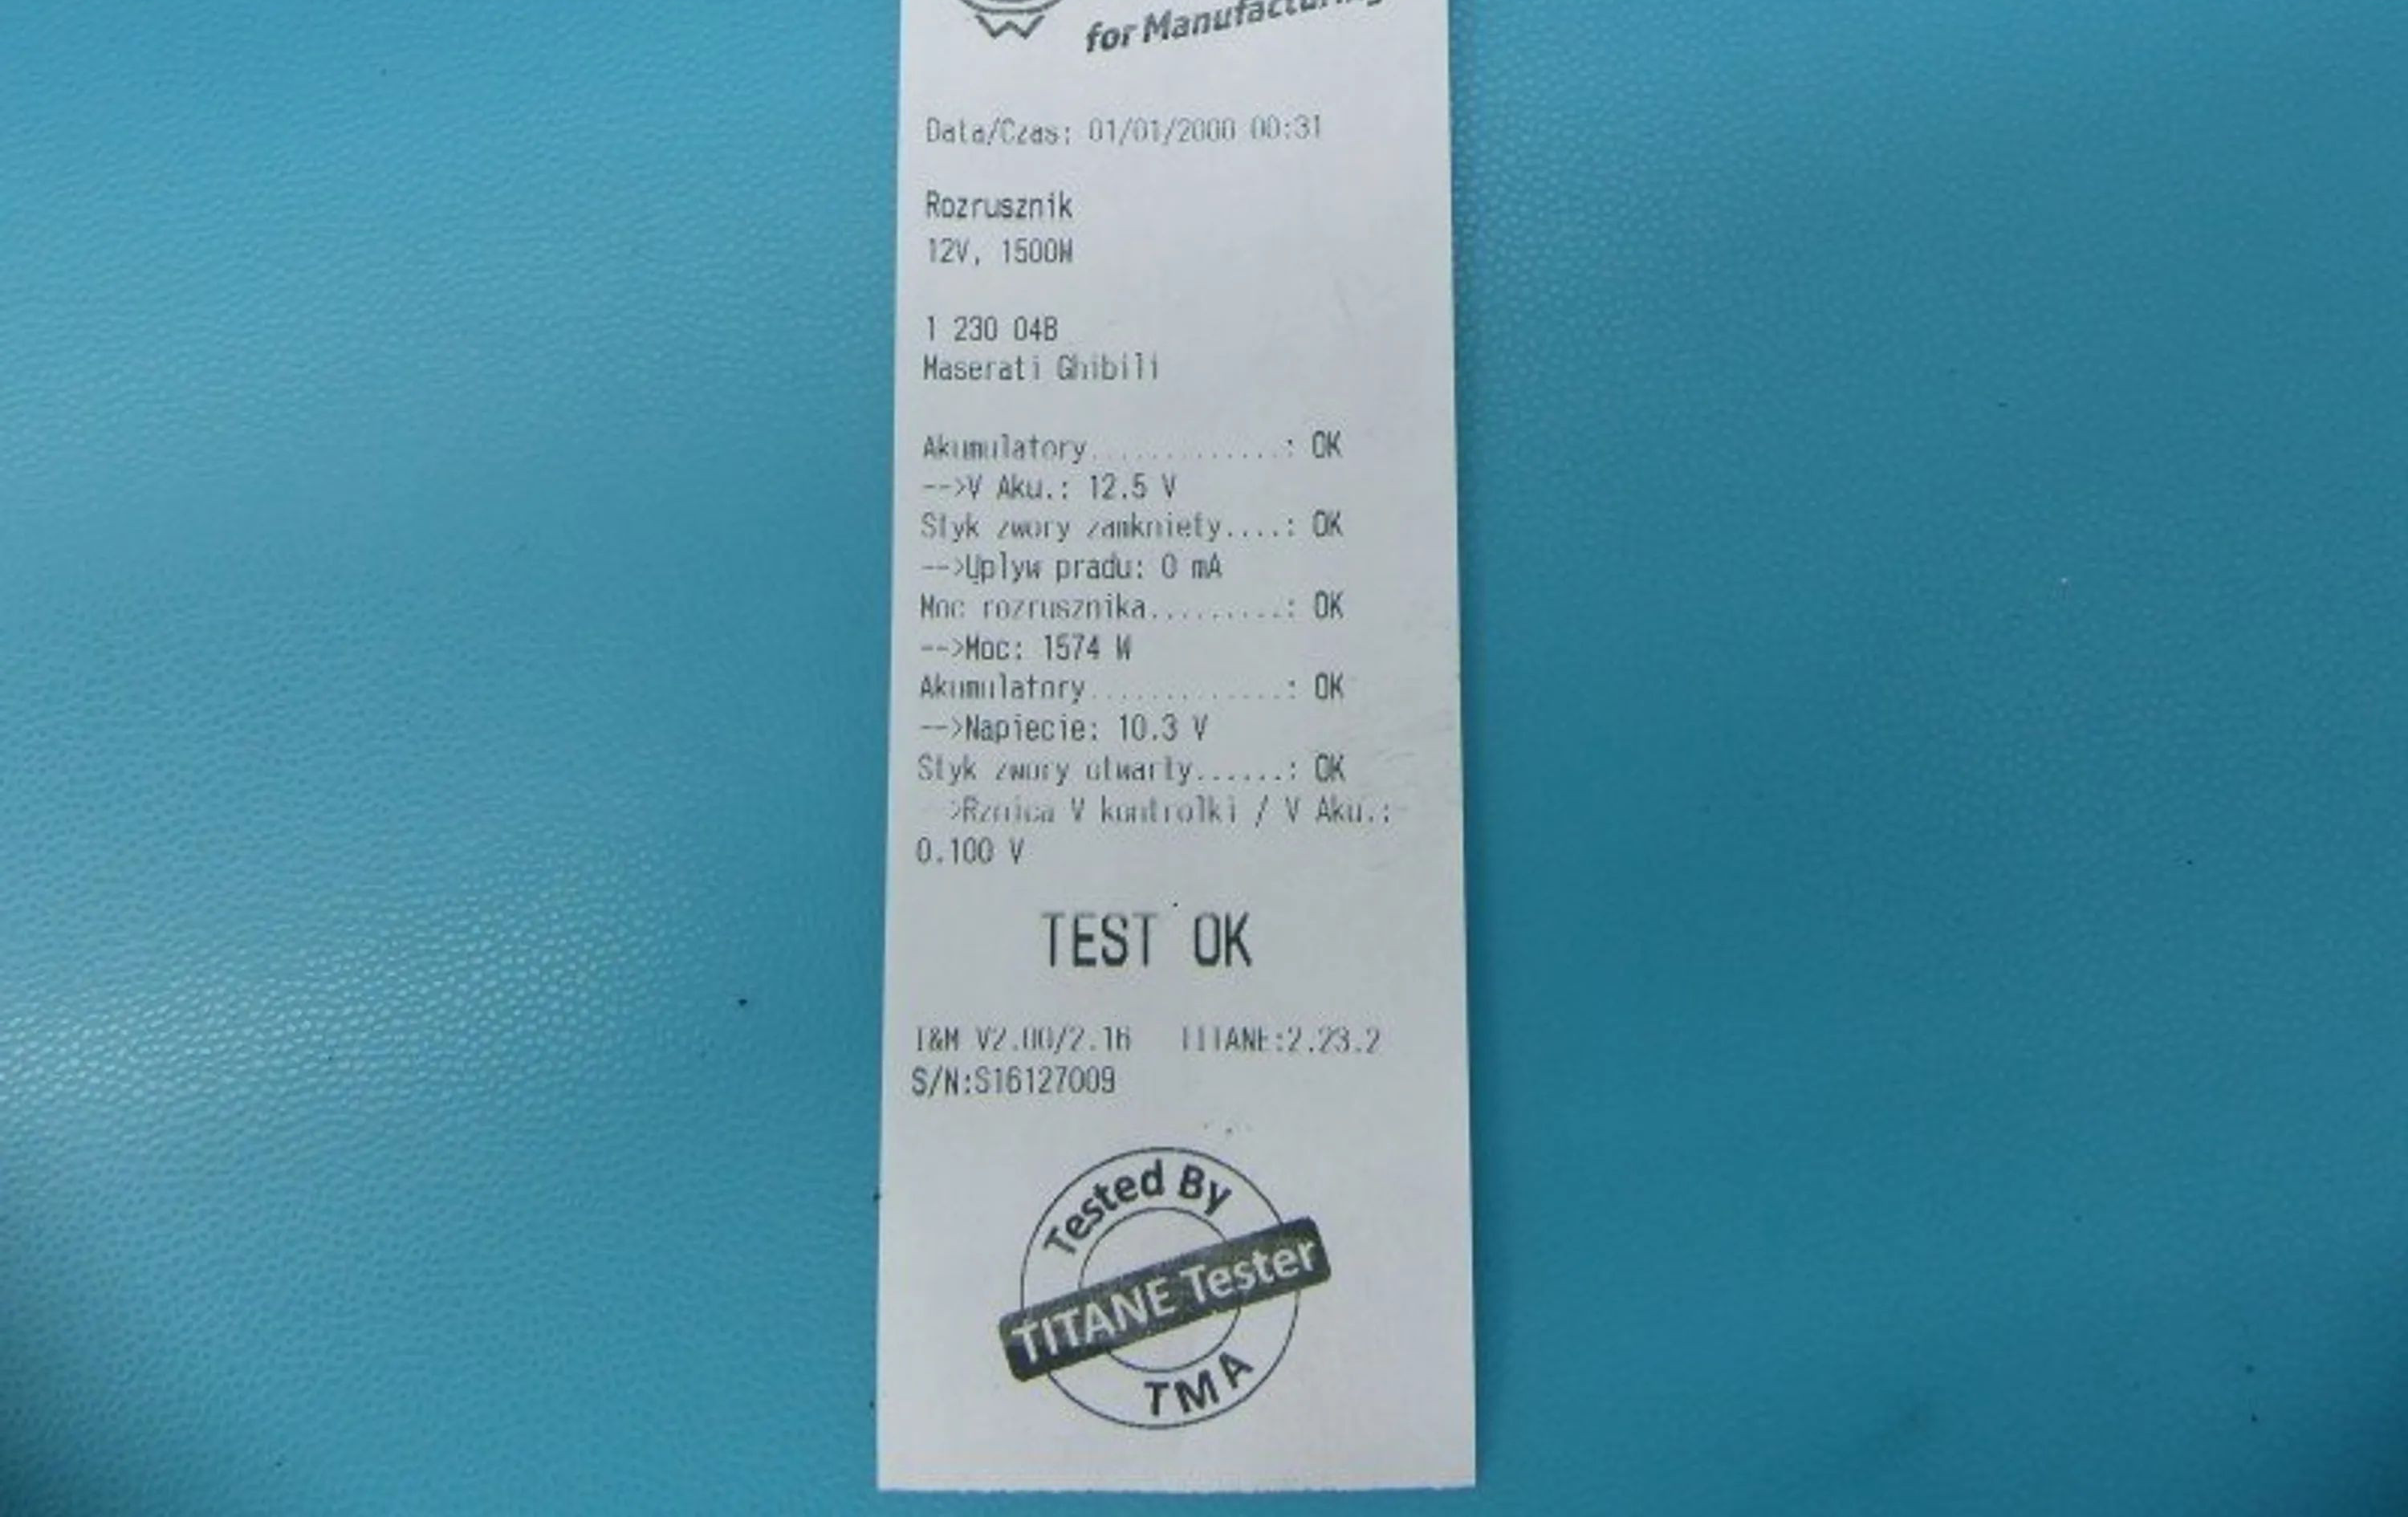 for Manufacturing
Data/Czas: 01/01/2000 00:31
Rozrusznik
12V, 1500W
1 230 04B
Maserati Ghibili
Akumulatory.............: OK
-->V Aku.: 12.5 V
Styk zwory zamkniety....: OK
-->Uplyw pradu: 0 mA
Moc rozrusznika.........: OK
-->Moc: 1574 W
Akumulatory.............: OK
-->Napiecie: 10.3 V
Styk zwory otwarty......: OK
>Rznica V kontrolki / V Aku.:
0.100 V
TEST OK
I&M V2.00/2.16 TITANE:2.23.2
S/N:S16127009
Tested By
TITANE Tester
TMA